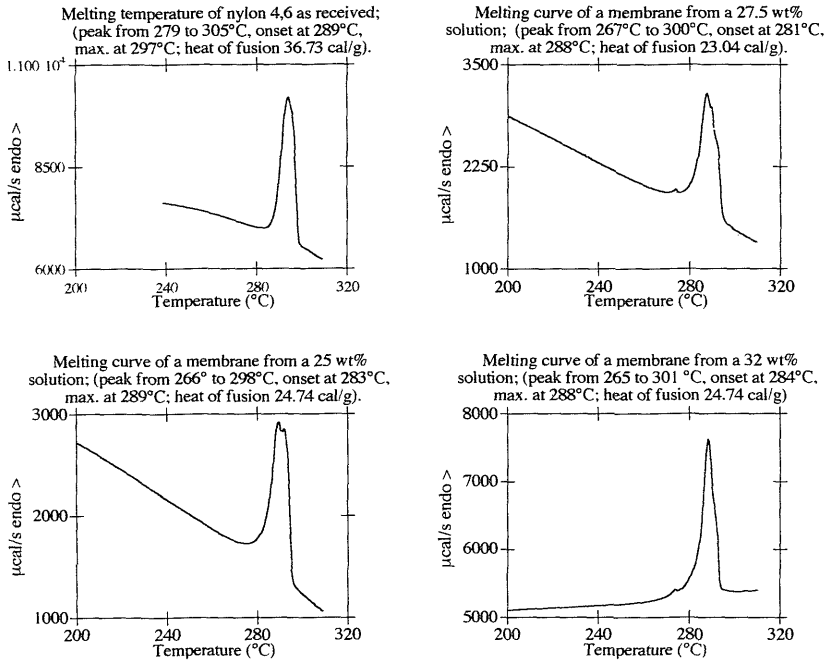 Melting temperature of nylon 4,6 as received;
(peak from 279 to 305°C, onset at 289°C,
max. at 297°C; heat of fusion 36.73 cal/g).
1.100 10⁴
8500
6000
200
240
280
320
µcal/s endo >
Temperature (°C)
Melting curve of a membrane from a 27.5 wt%
solution; (peak from 267°C to 300°C, onset at 281°C,
max. at 288°C; heat of fusion 23.04 cal/g).
3500
2250
1000
200
240
280
320
µcal/s endo >
Temperature (°C)
Melting curve of a membrane from a 25 wt%
solution; (peak from 266° to 298°C, onset at 283°C,
max. at 289°C; heat of fusion 24.74 cal/g).
3000
2000
1000
200
240
280
320
µcal/s endo >
Temperature (°C)
Melting curve of a membrane from a 32 wt%
solution; (peak from 265 to 301 °C, onset at 284°C,
max. at 288°C; heat of fusion 24.74 cal/g)
8000
7000
6000
5000
200
240
280
320
µcal/s endo >
Temperature (°C)